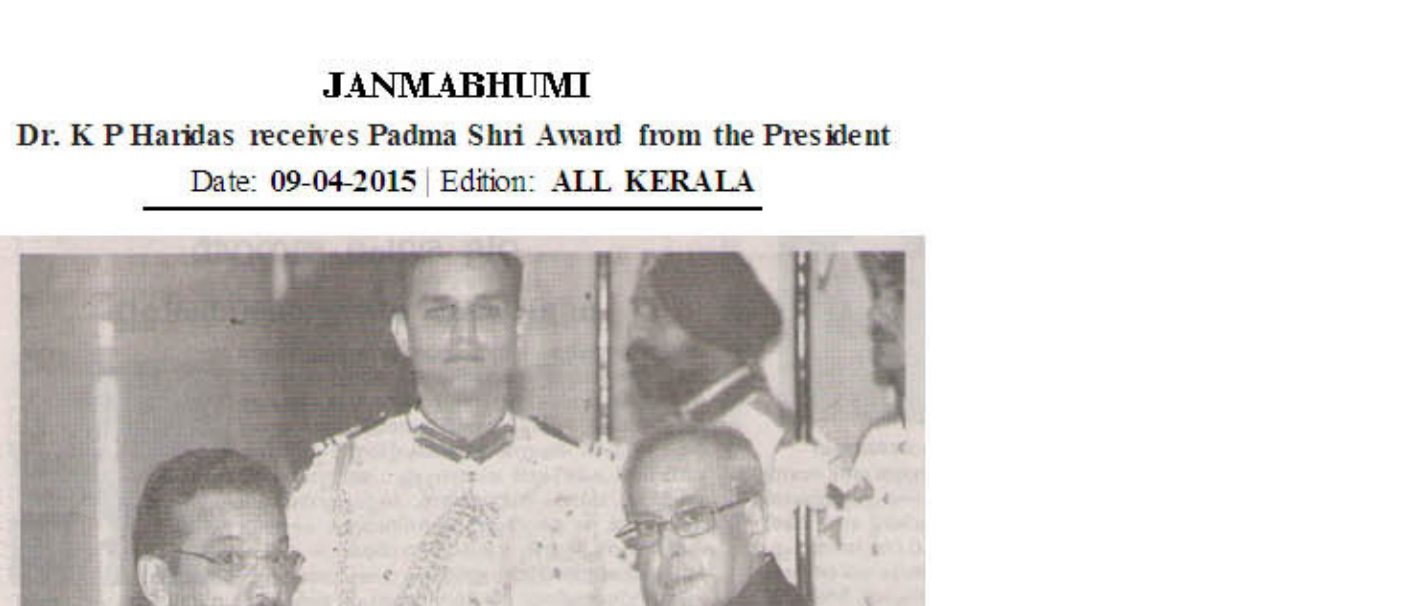 JANMABHUMI
Dr. K P Haridas receives Padma Shri Award from the President
Date: 09-04-2015 | Edition: ALL KERALA